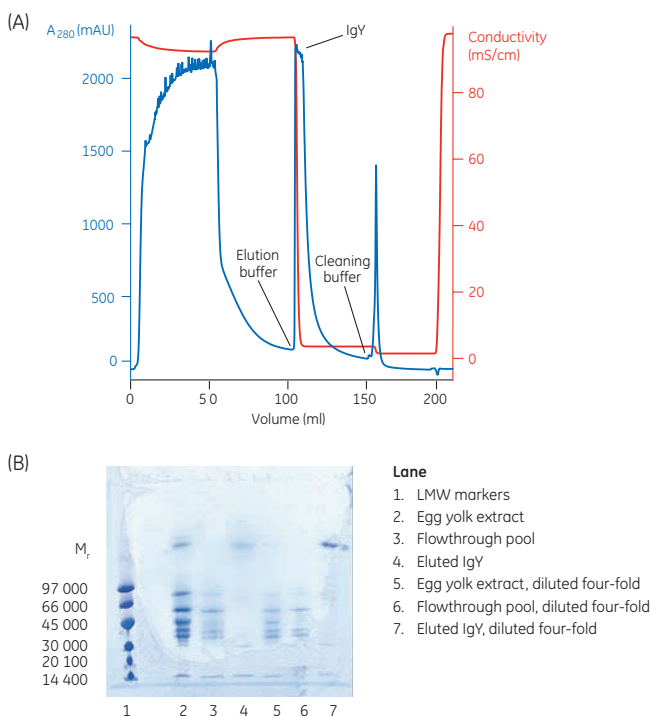 (A)
A280 (mAU)
Conductivity
(mS/cm)
IgY
2000
1500
1000
500
0
80
60
40
20
0
Elution
buffer
Cleaning
buffer
0
50
100
150
200
Volume (ml)
(B)
Mr
97 000
66 000
45 000
30 000
20 100
14 400
1 2 3 4 5 6 7
Lane
1. LMW markers
2. Egg yolk extract
3. Flowthrough pool
4. Eluted IgY
5. Egg yolk extract, diluted four-fold
6. Flowthrough pool, diluted four-fold
7. Eluted IgY, diluted four-fold